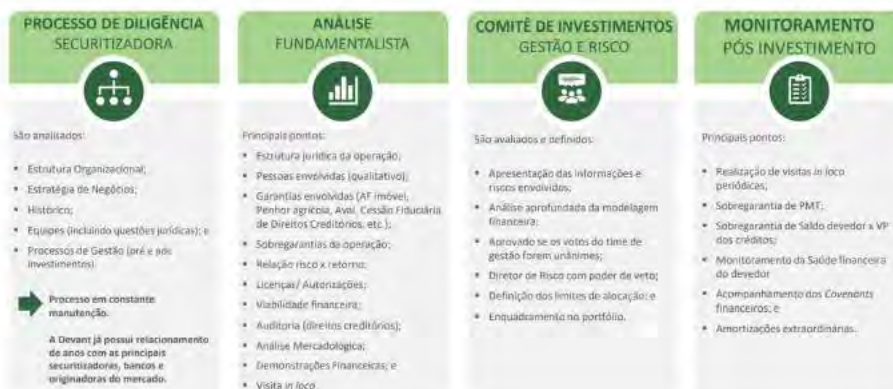 PROCESSO DE DILIGÊNCIA
SECURITIZADORA
São analisados:
▪ Estrutura Organizacional;
▪ Estratégia de Negócios;
▪ Histórico;
▪ Equipes (incluindo questões jurídicas); e
▪ Processos de Gestão (pré e pós
investimentos)
Processo em constante
manutenção.
A Devant já possui relacionamento
de anos com as principais
securitizadoras, bancos e
originadoras do mercado.
ANÁLISE
FUNDAMENTALISTA
Principais pontos:
▪ Estrutura jurídica da operação;
▪ Pessoas envolvidas (qualitativo);
▪ Garantias envolvidas (AF imóvel,
Penhor agrícola, Aval, Cessão Fiduciária
de Direitos Creditórios, etc.);
▪ Sobregarantias da operação;
▪ Relação risco x retorno;
▪ Licenças/ Autorizações;
▪ Viabilidade financeira;
▪ Auditoria (direitos creditórios);
▪ Análise Mercadológica;
▪ Demonstrações Financeiras; e
▪ Visita in loco
COMITÊ DE INVESTIMENTOS
GESTÃO E RISCO
São avaliados e definidos:
▪ Apresentação das informações e
riscos envolvidos;
▪ Análise aprofundada da modelagem
financeira;
▪ Aprovado se os votos do time de
gestão forem unânimes;
▪ Diretor de Risco com poder de veto;
▪ Definição dos limites de alocação; e
▪ Enquadramento no portfólio.
MONITORAMENTO
PÓS INVESTIMENTO
Principais pontos:
▪ Realização de visitas in loco
periódicas;
▪ Sobregarantia de PMT;
▪ Sobregarantia de Saldo devedor x VP
dos créditos;
▪ Monitoramento da Saúde financeira
do devedor
▪ Acompanhamento dos Covenants
financeiros; e
▪ Amortizações extraordinárias.